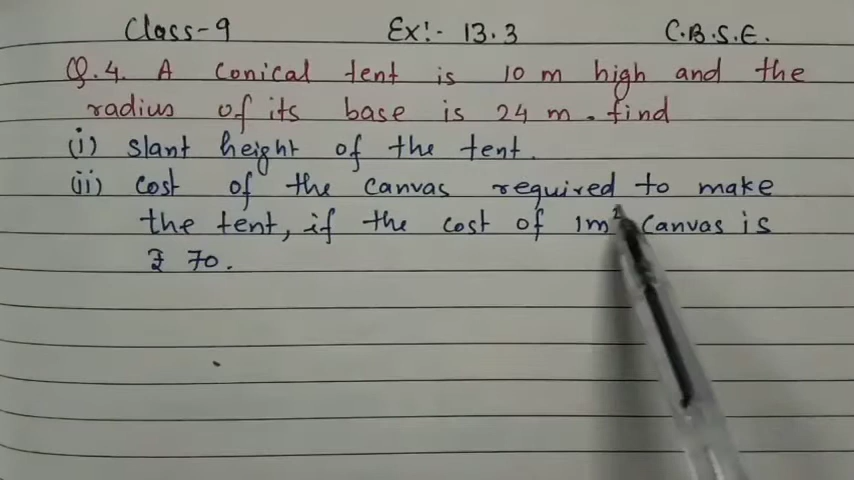 Class-9 Ex:- 13.3 C.B.S.E.
Q.4. A Conical tent is 10 m high and the
radius of its base is 24 m. find
(i) slant height of the tent.
(ii) cost of the canvas required to make
the tent, if the cost of 1m² canvas is
₹ 70.